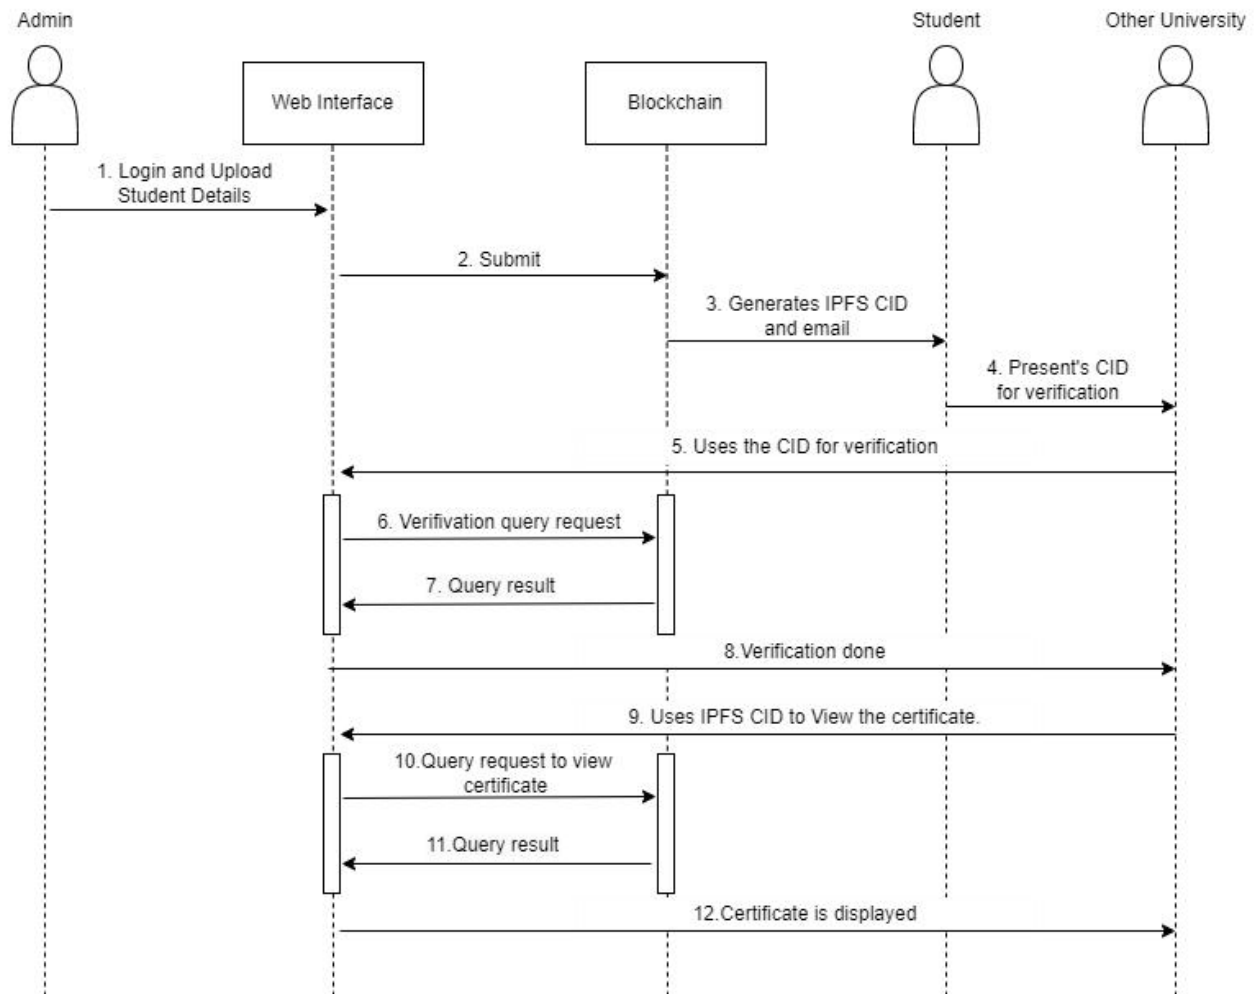 Admin
Student
Other University
Web Interface
Blockchain
1. Login and Upload
Student Details
2. Submit
3. Generates IPFS CID
and email
4. Present's CID
for verification
5. Uses the CID for verification
6. Verifivation query request
7. Query result
8.Verification done
9. Uses IPFS CID to View the certificate.
10.Query request to view
certificate
11.Query result
12.Certificate is displayed